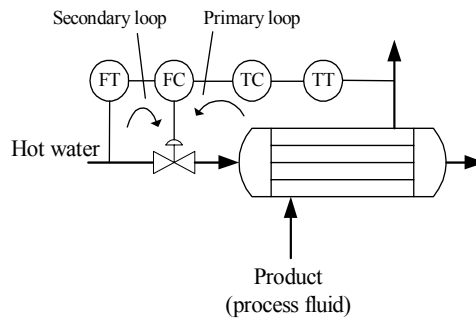 Secondary loop
Primary loop
FT
FC
TC
TT
Hot water
Product
(process fluid)